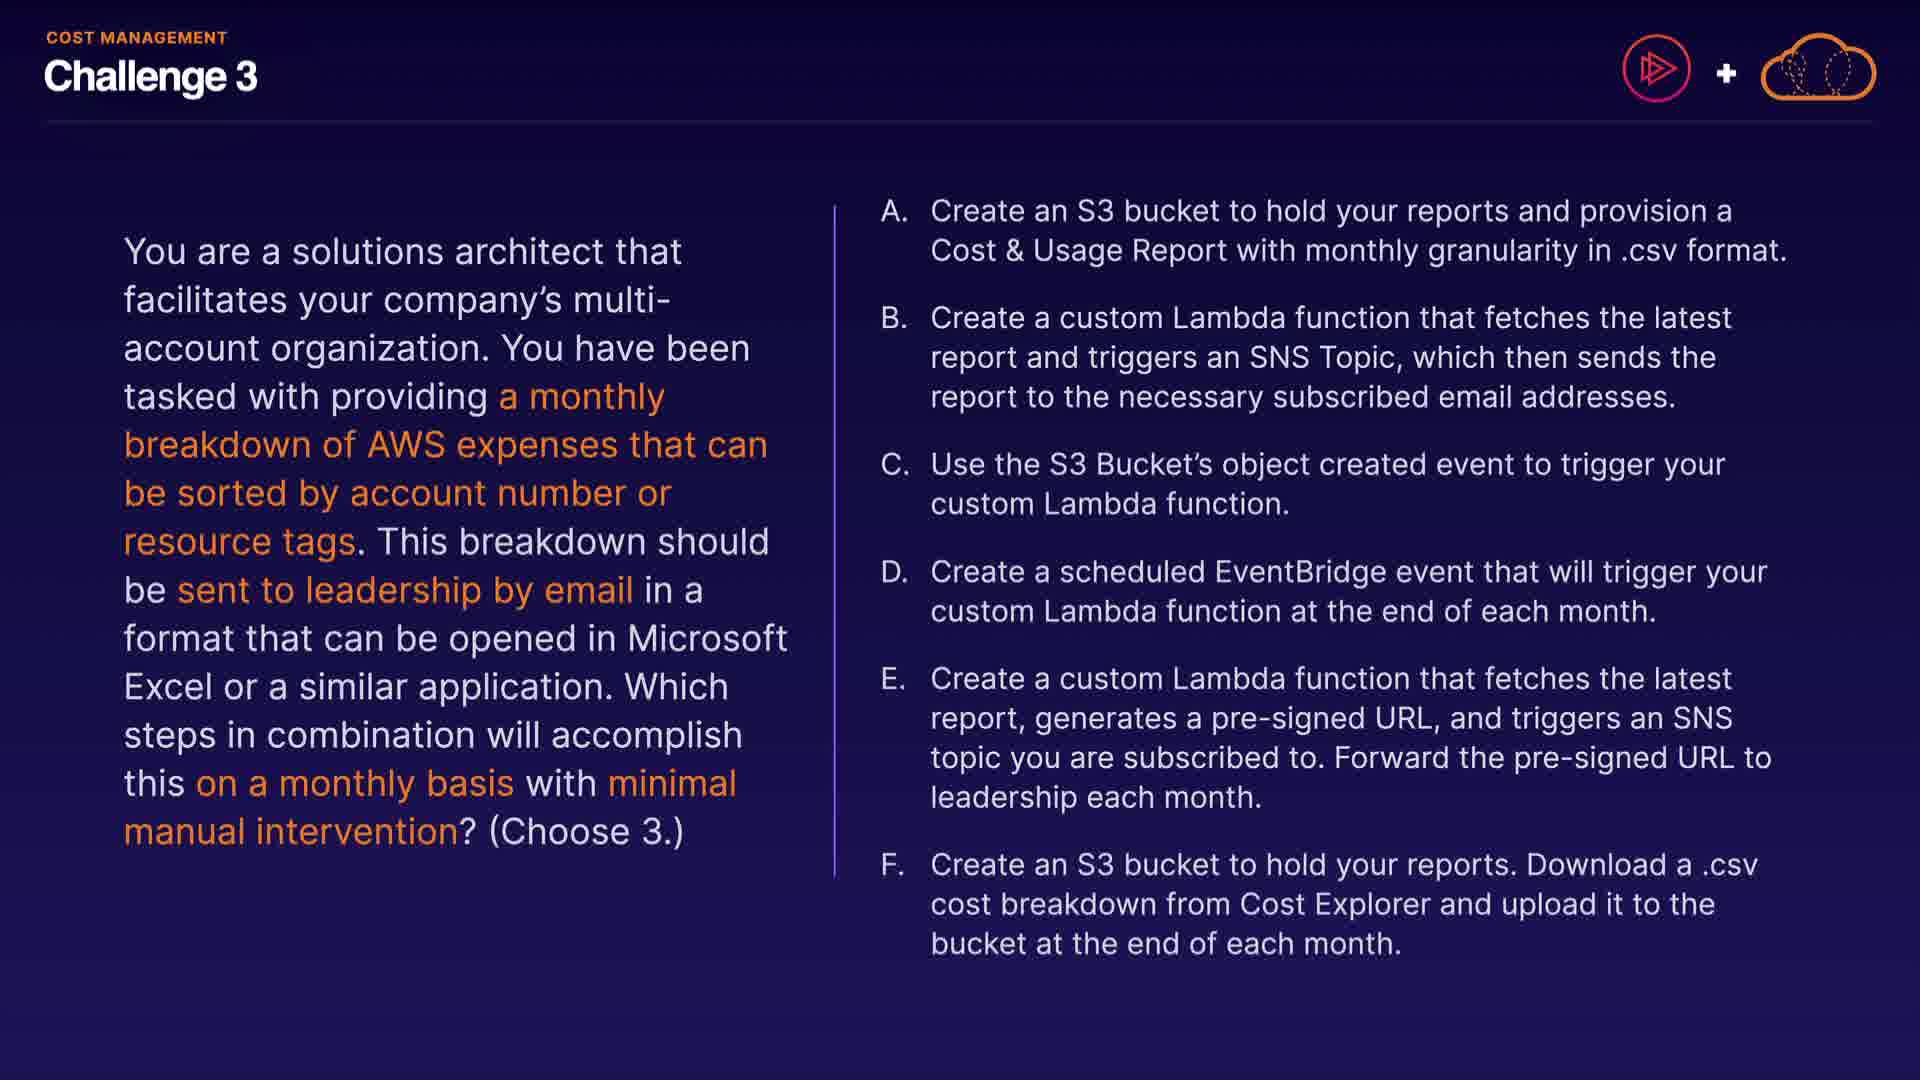 COST MANAGEMENT
Challenge 3
You are a solutions architect that
facilitates your company’s multi-
account organization. You have been
tasked with providing a monthly
breakdown of AWS expenses that can
be sorted by account number or
resource tags. This breakdown should
be sent to leadership by email in a
format that can be opened in Microsoft
Excel or a similar application. Which
steps in combination will accomplish
this on a monthly basis with minimal
manual intervention? (Choose 3.)
A. Create an S3 bucket to hold your reports and provision a
Cost & Usage Report with monthly granularity in .csv format.
B. Create a custom Lambda function that fetches the latest
report and triggers an SNS Topic, which then sends the
report to the necessary subscribed email addresses.
C. Use the S3 Bucket’s object created event to trigger your
custom Lambda function.
D. Create a scheduled EventBridge event that will trigger your
custom Lambda function at the end of each month.
E. Create a custom Lambda function that fetches the latest
report, generates a pre-signed URL, and triggers an SNS
topic you are subscribed to. Forward the pre-signed URL to
leadership each month.
F. Create an S3 bucket to hold your reports. Download a .csv
cost breakdown from Cost Explorer and upload it to the
bucket at the end of each month.